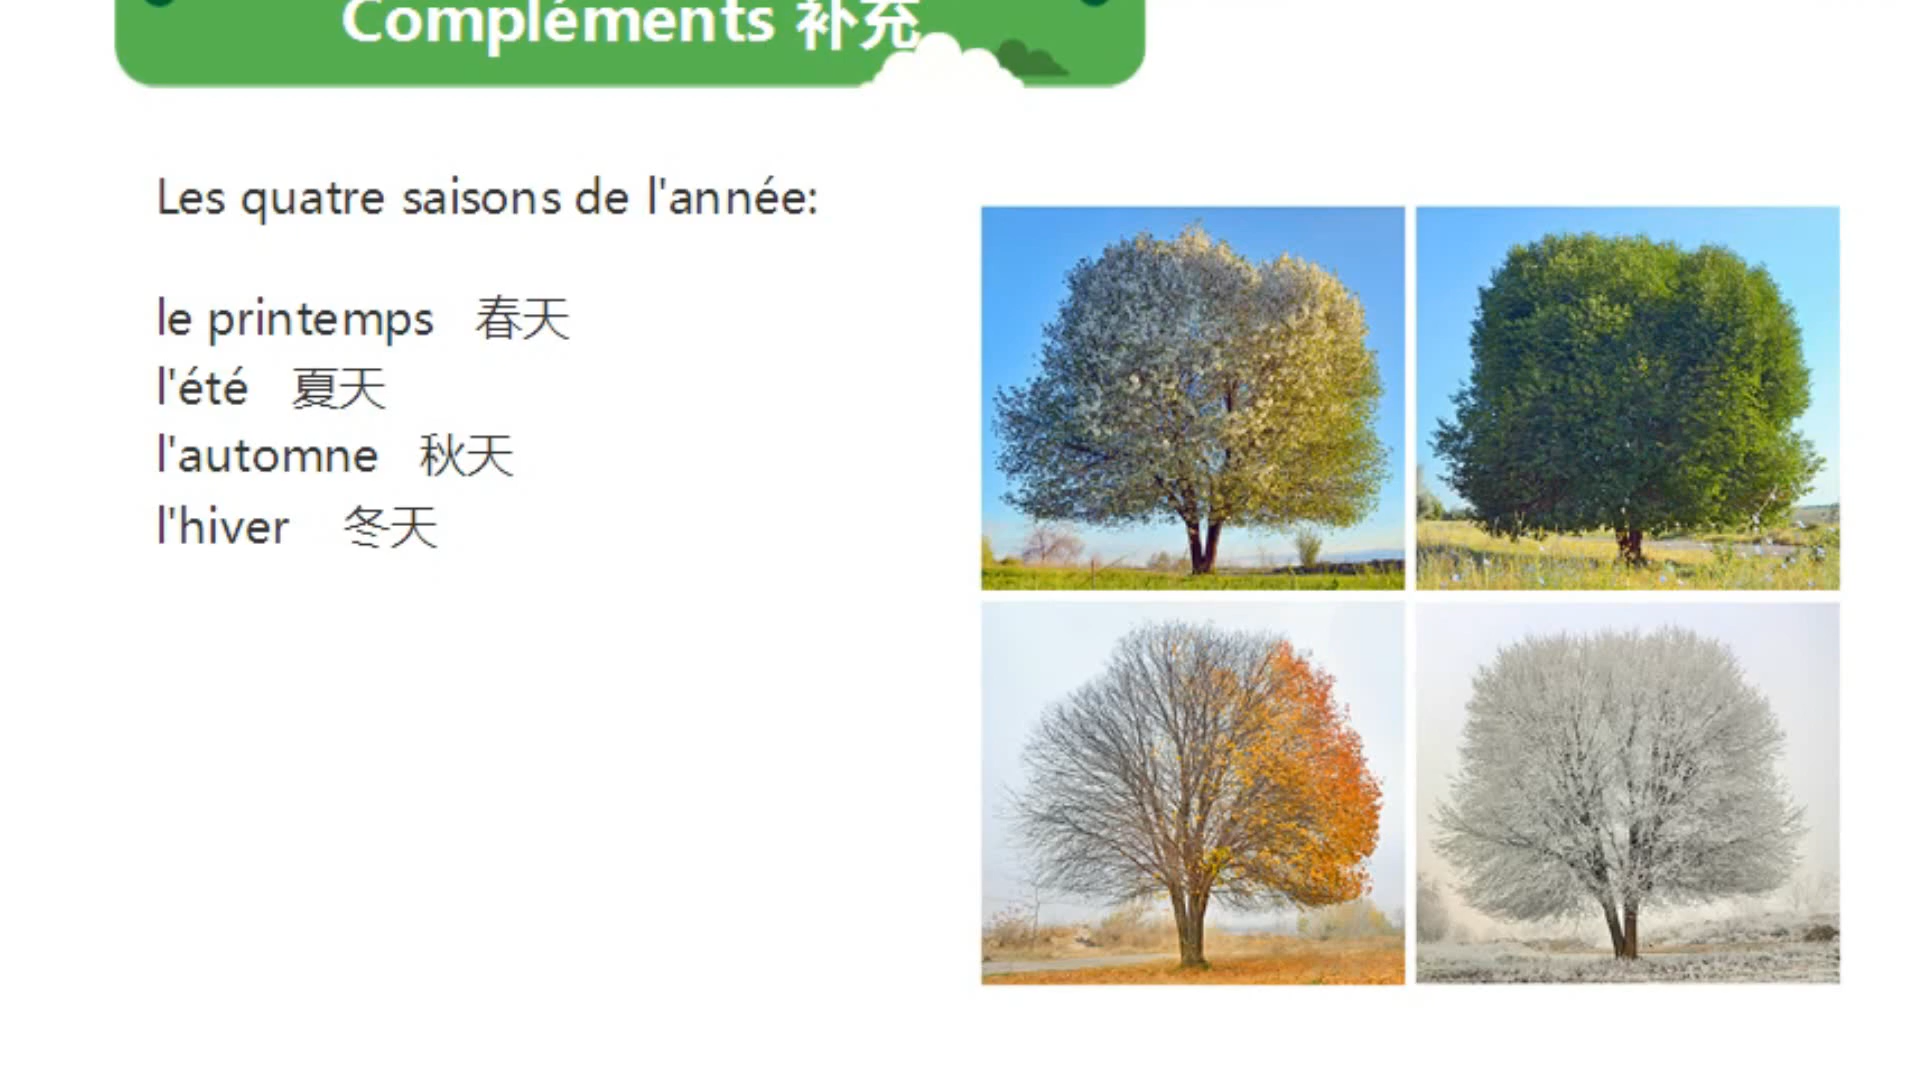 Compléments 补充
Les quatre saisons de l'année:
le printemps 春天
l'été 夏天
l'automne 秋天
l'hiver 冬天